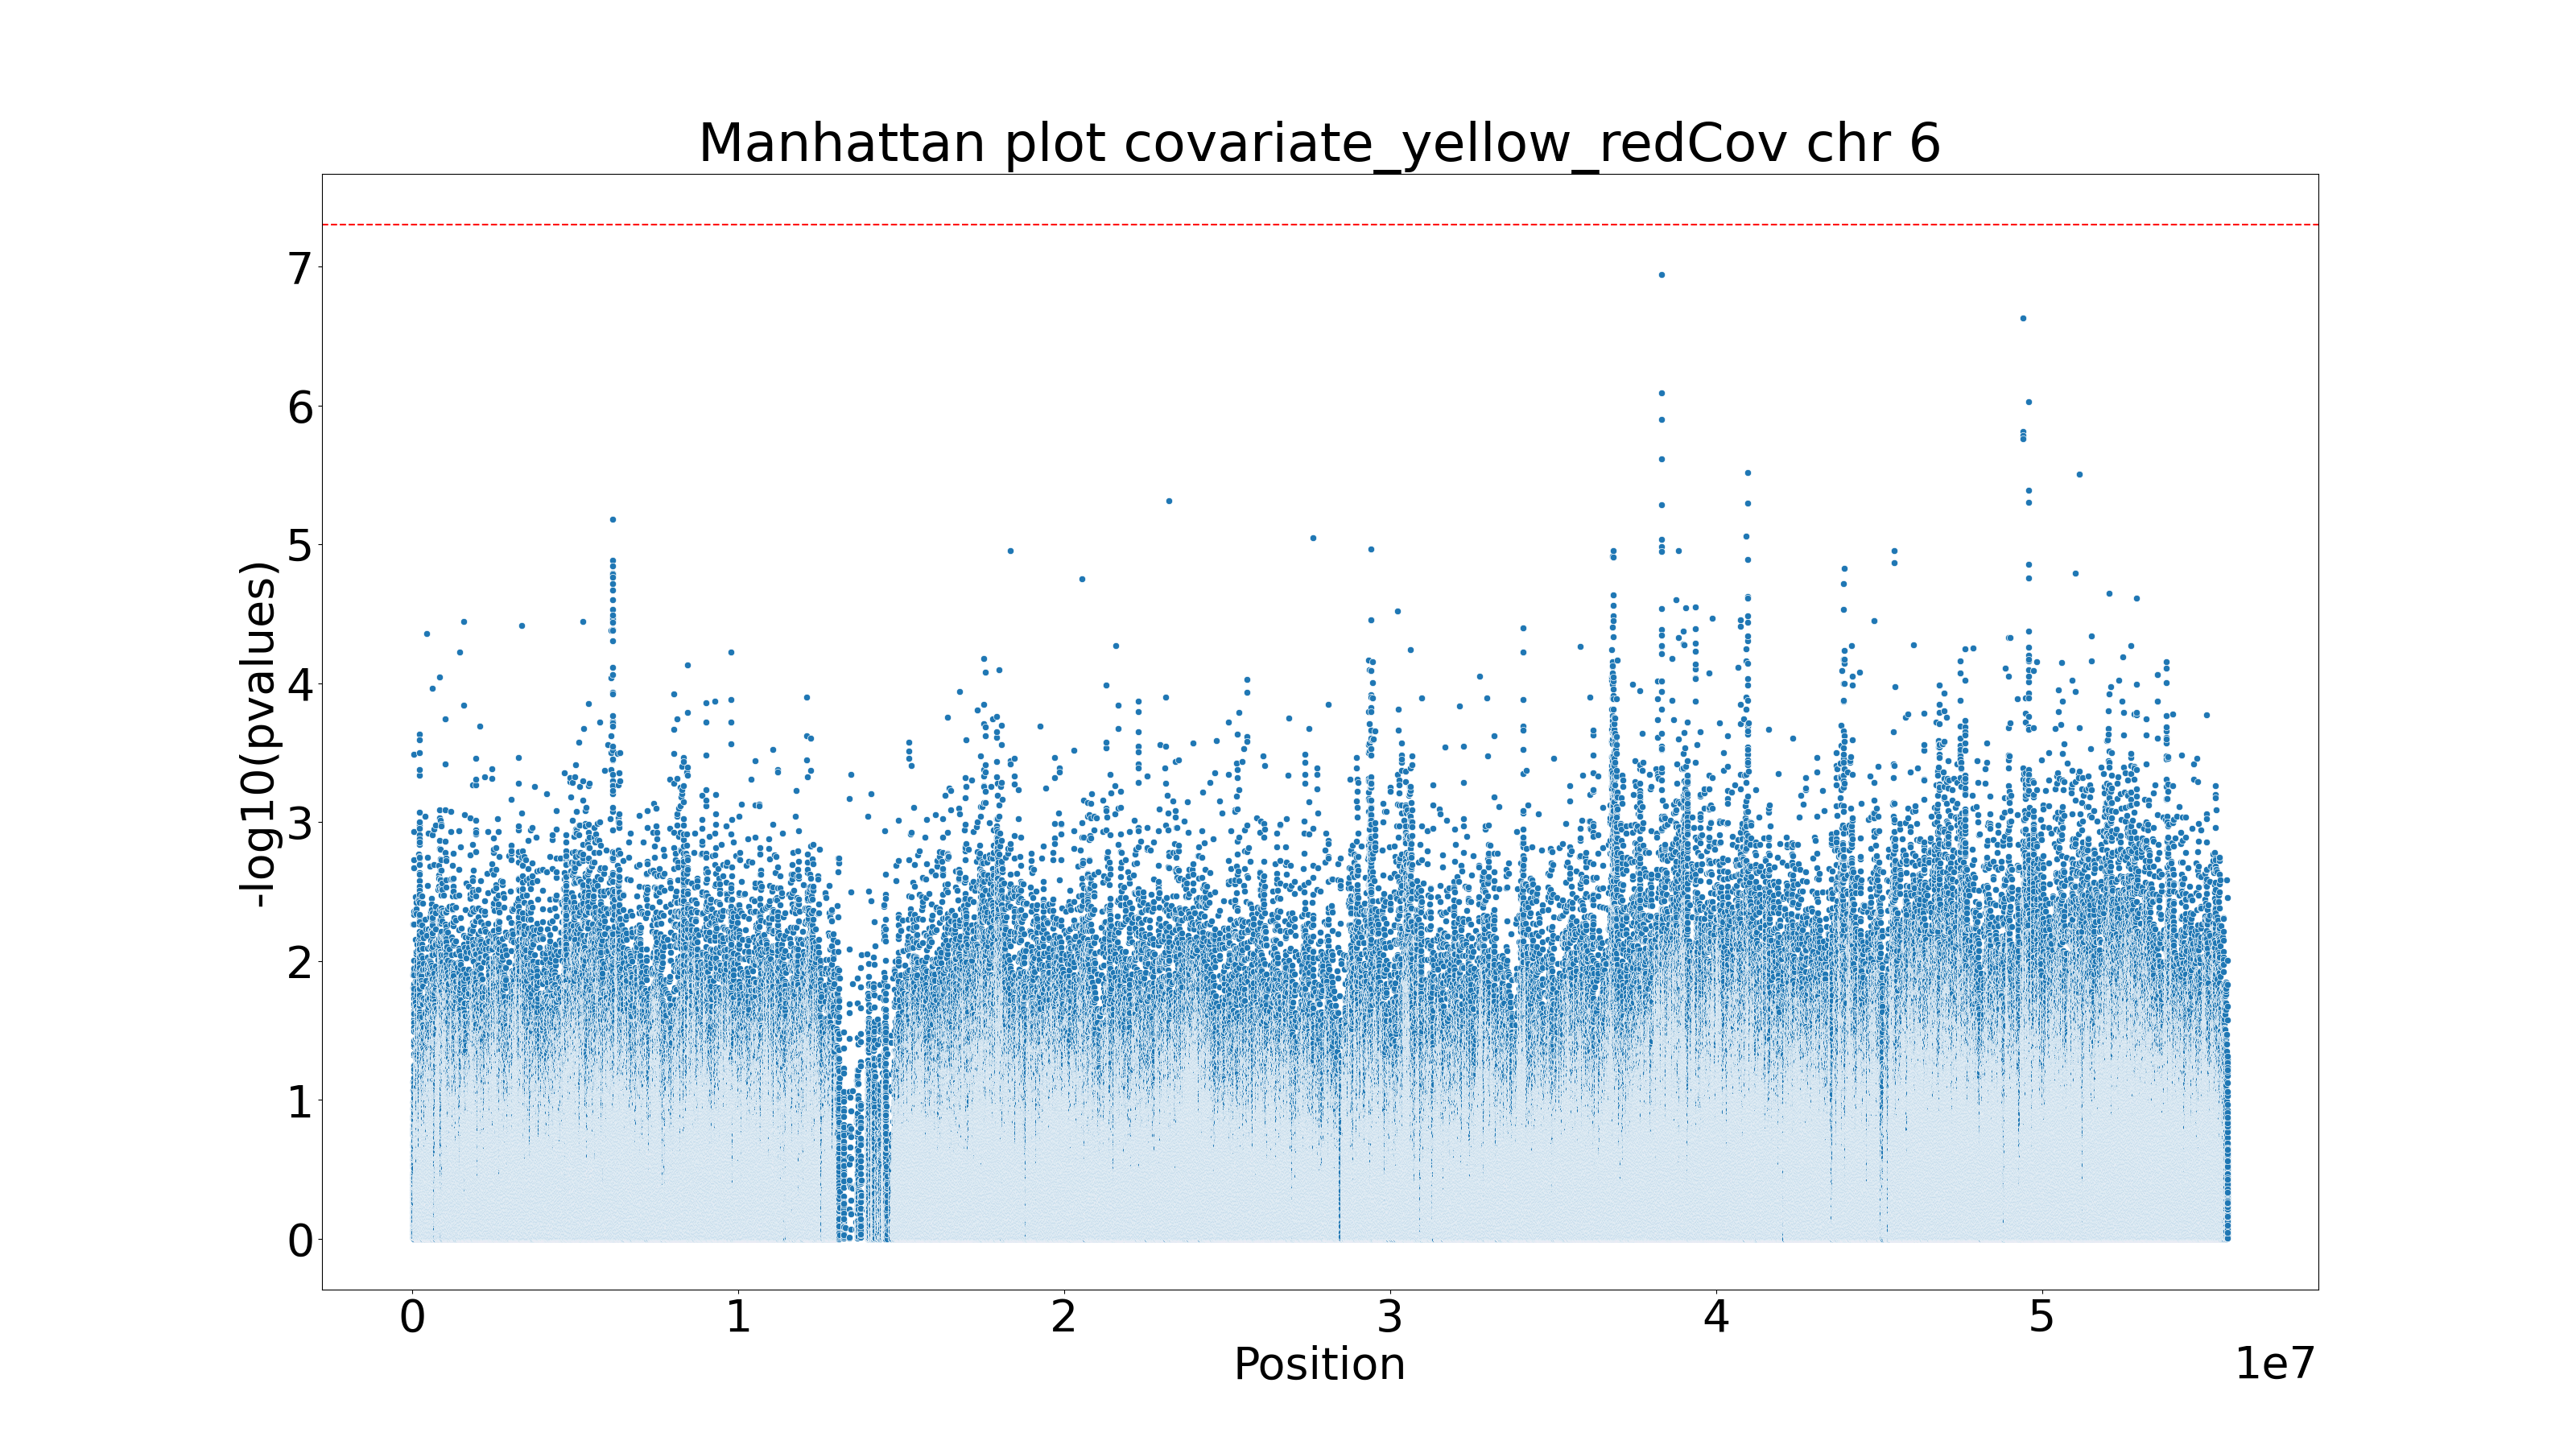 Manhattan plot covariate_yellow_redCov chr 6
-log10(pvalues)
7
6
5
4
3
2
1
0
0 1 2 3 4 5
Position
1e7